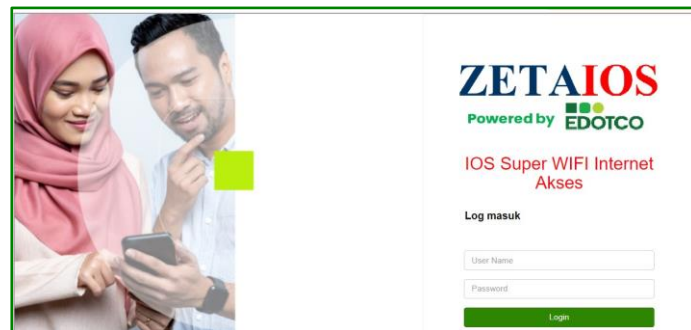 ZETAIOS
Powered by EDOTCO
IOS Super WIFI Internet
Akses
Log masuk
User Name
Password
Login